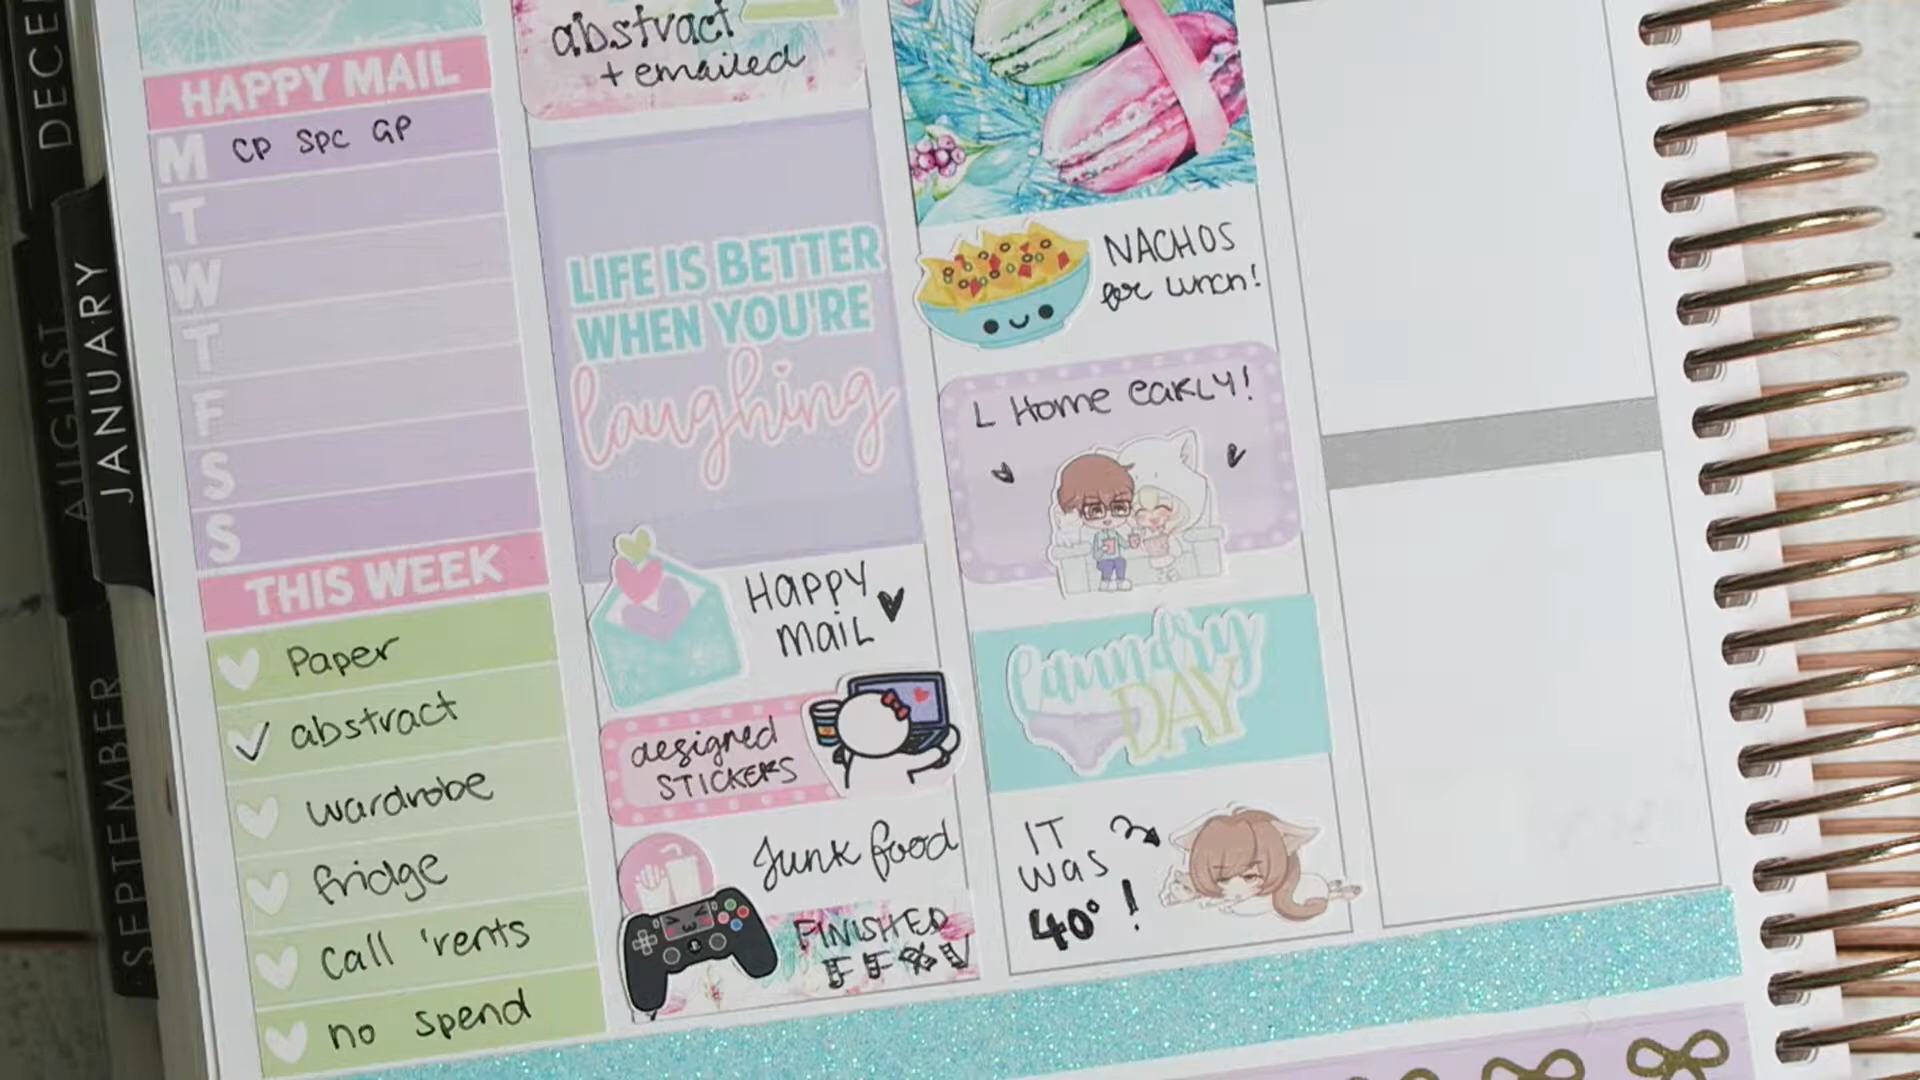 DECE
AUGUST
JANUARY
SEPTEMBER
HAPPY MAIL
M CP SPC GP
T
W
T
F
S
S
THIS WEEK
Paper
abstract
wardrobe
fridge
call 'rents
no spend
abstract
+ emailed
LIFE IS BETTER
WHEN YOU'RE
laughing
HAPPY
MAIL
designed
STICKERS
Junk food
FINISHED
FFXV
NACHOS
for lunch!
L Home EARLY!
laundry
DAY
IT
WAS
40° !